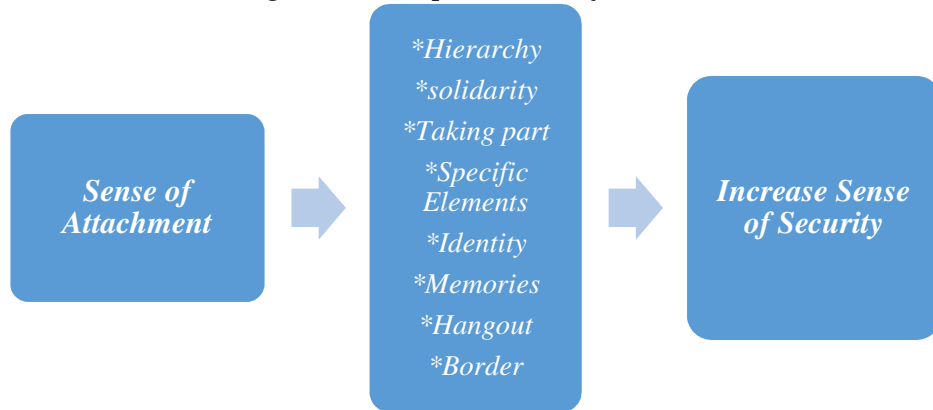 Sense of
Attachment
*Hierarchy
*solidarity
*Taking part
*Specific
Elements
*Identity
*Memories
*Hangout
*Border
Increase Sense
of Security